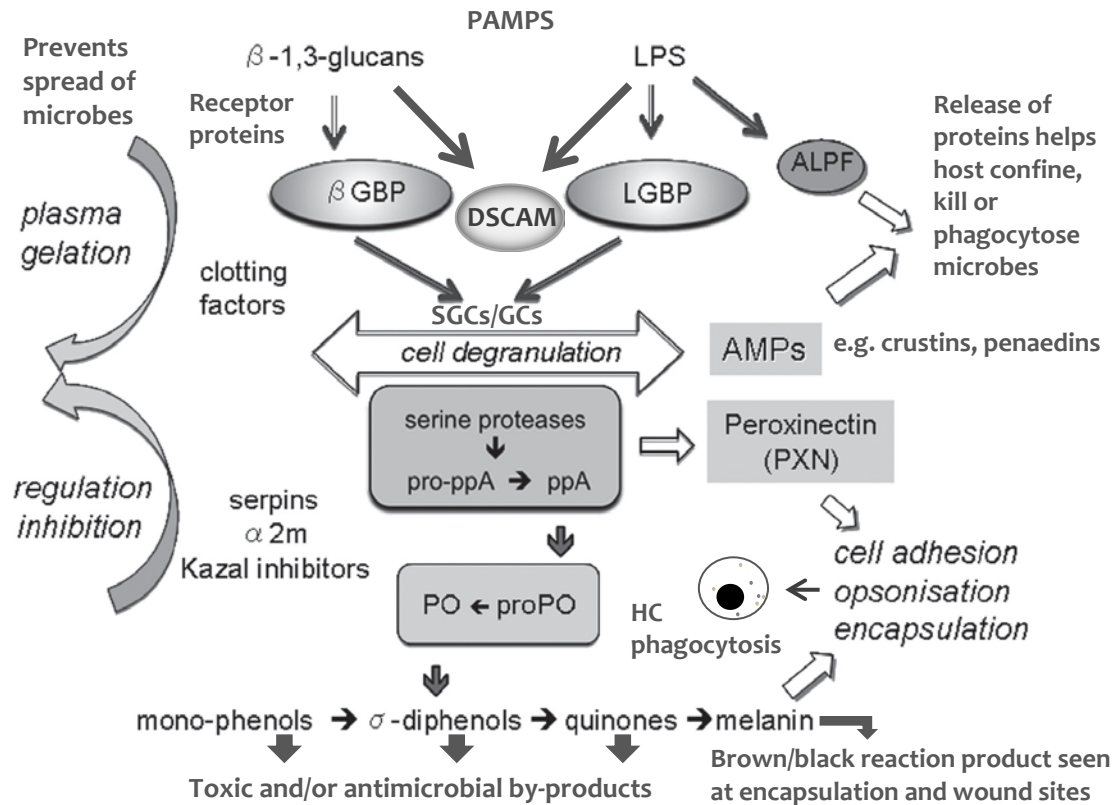 PAMPS
Prevents
spread of
microbes
β-1,3-glucans
LPS
Receptor
proteins
Release of
proteins helps
host confine,
kill or
phagocytose
microbes
ALPF
β GBP
DSCAM
LGBP
plasma
gelation
clotting
factors
SGCs/GCs
cell degranulation
AMPs
e.g. crustins, penaedins
serine proteases
pro-ppA → ppA
Peroxinectin
(PXN)
regulation
inhibition
serpins
α 2m
Kazal inhibitors
PO ← proPO
HC
phagocytosis
cell adhesion
opsonisation
encapsulation
mono-phenols → σ-diphenols → quinones → melanin
Toxic and/or antimicrobial by-products
Brown/black reaction product seen
at encapsulation and wound sites